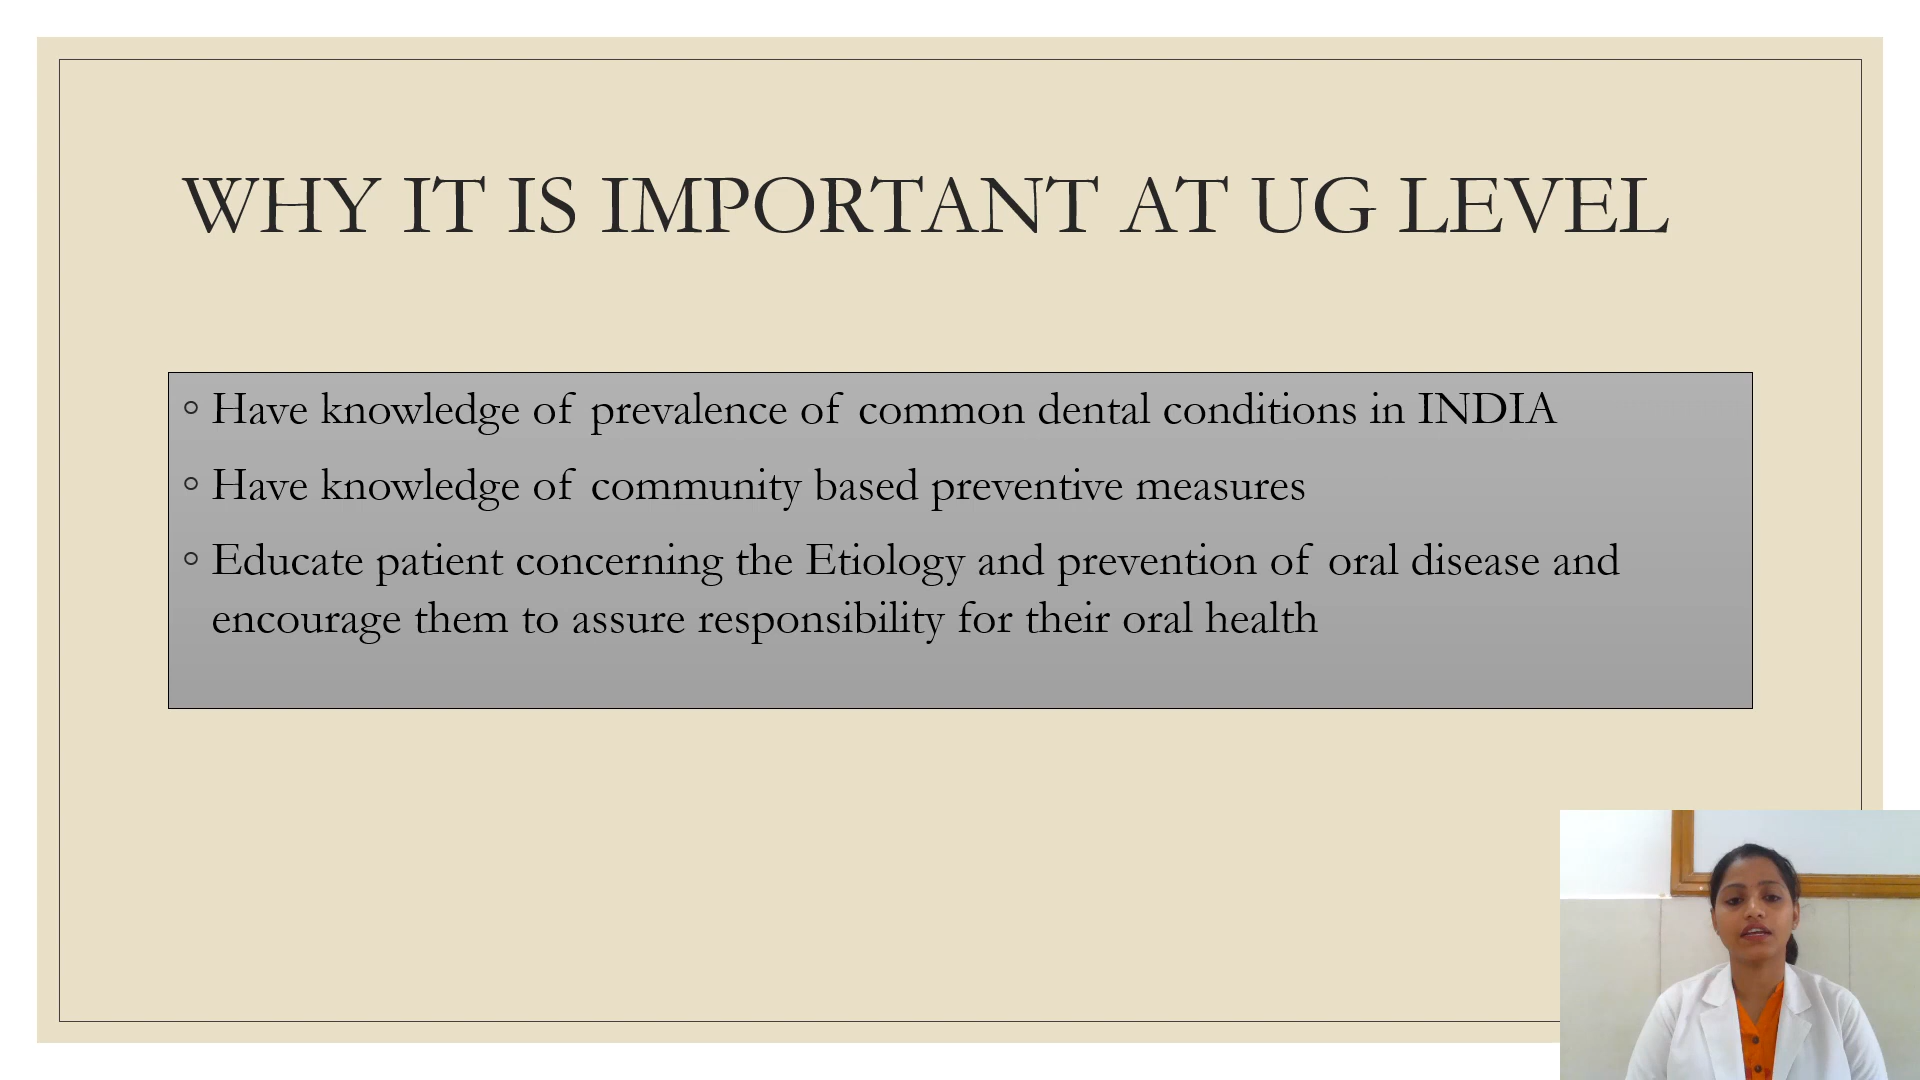 WHY IT IS IMPORTANT AT UG LEVEL
◦ Have knowledge of prevalence of common dental conditions in INDIA
◦ Have knowledge of community based preventive measures
◦ Educate patient concerning the Etiology and prevention of oral disease and
encourage them to assure responsibility for their oral health